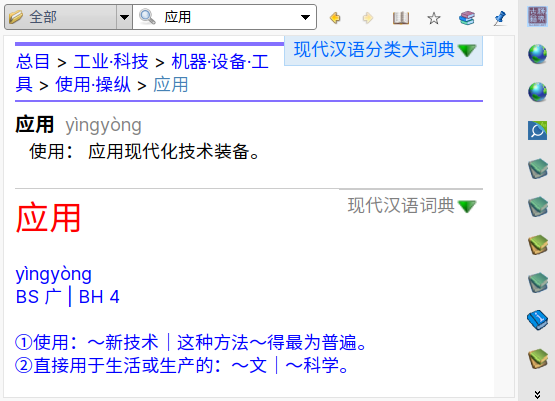 全部
应用
现代汉语分类大词典
总目 > 工业·科技 > 机器·设备·工
具 > 使用·操纵 > 应用
应用 yìngyòng
使用： 应用现代化技术装备。
现代汉语词典
应用
yìngyòng
BS 广 | BH 4
①使用：～新技术｜这种方法～得最为普遍。
②直接用于生活或生产的：～文｜～科学。